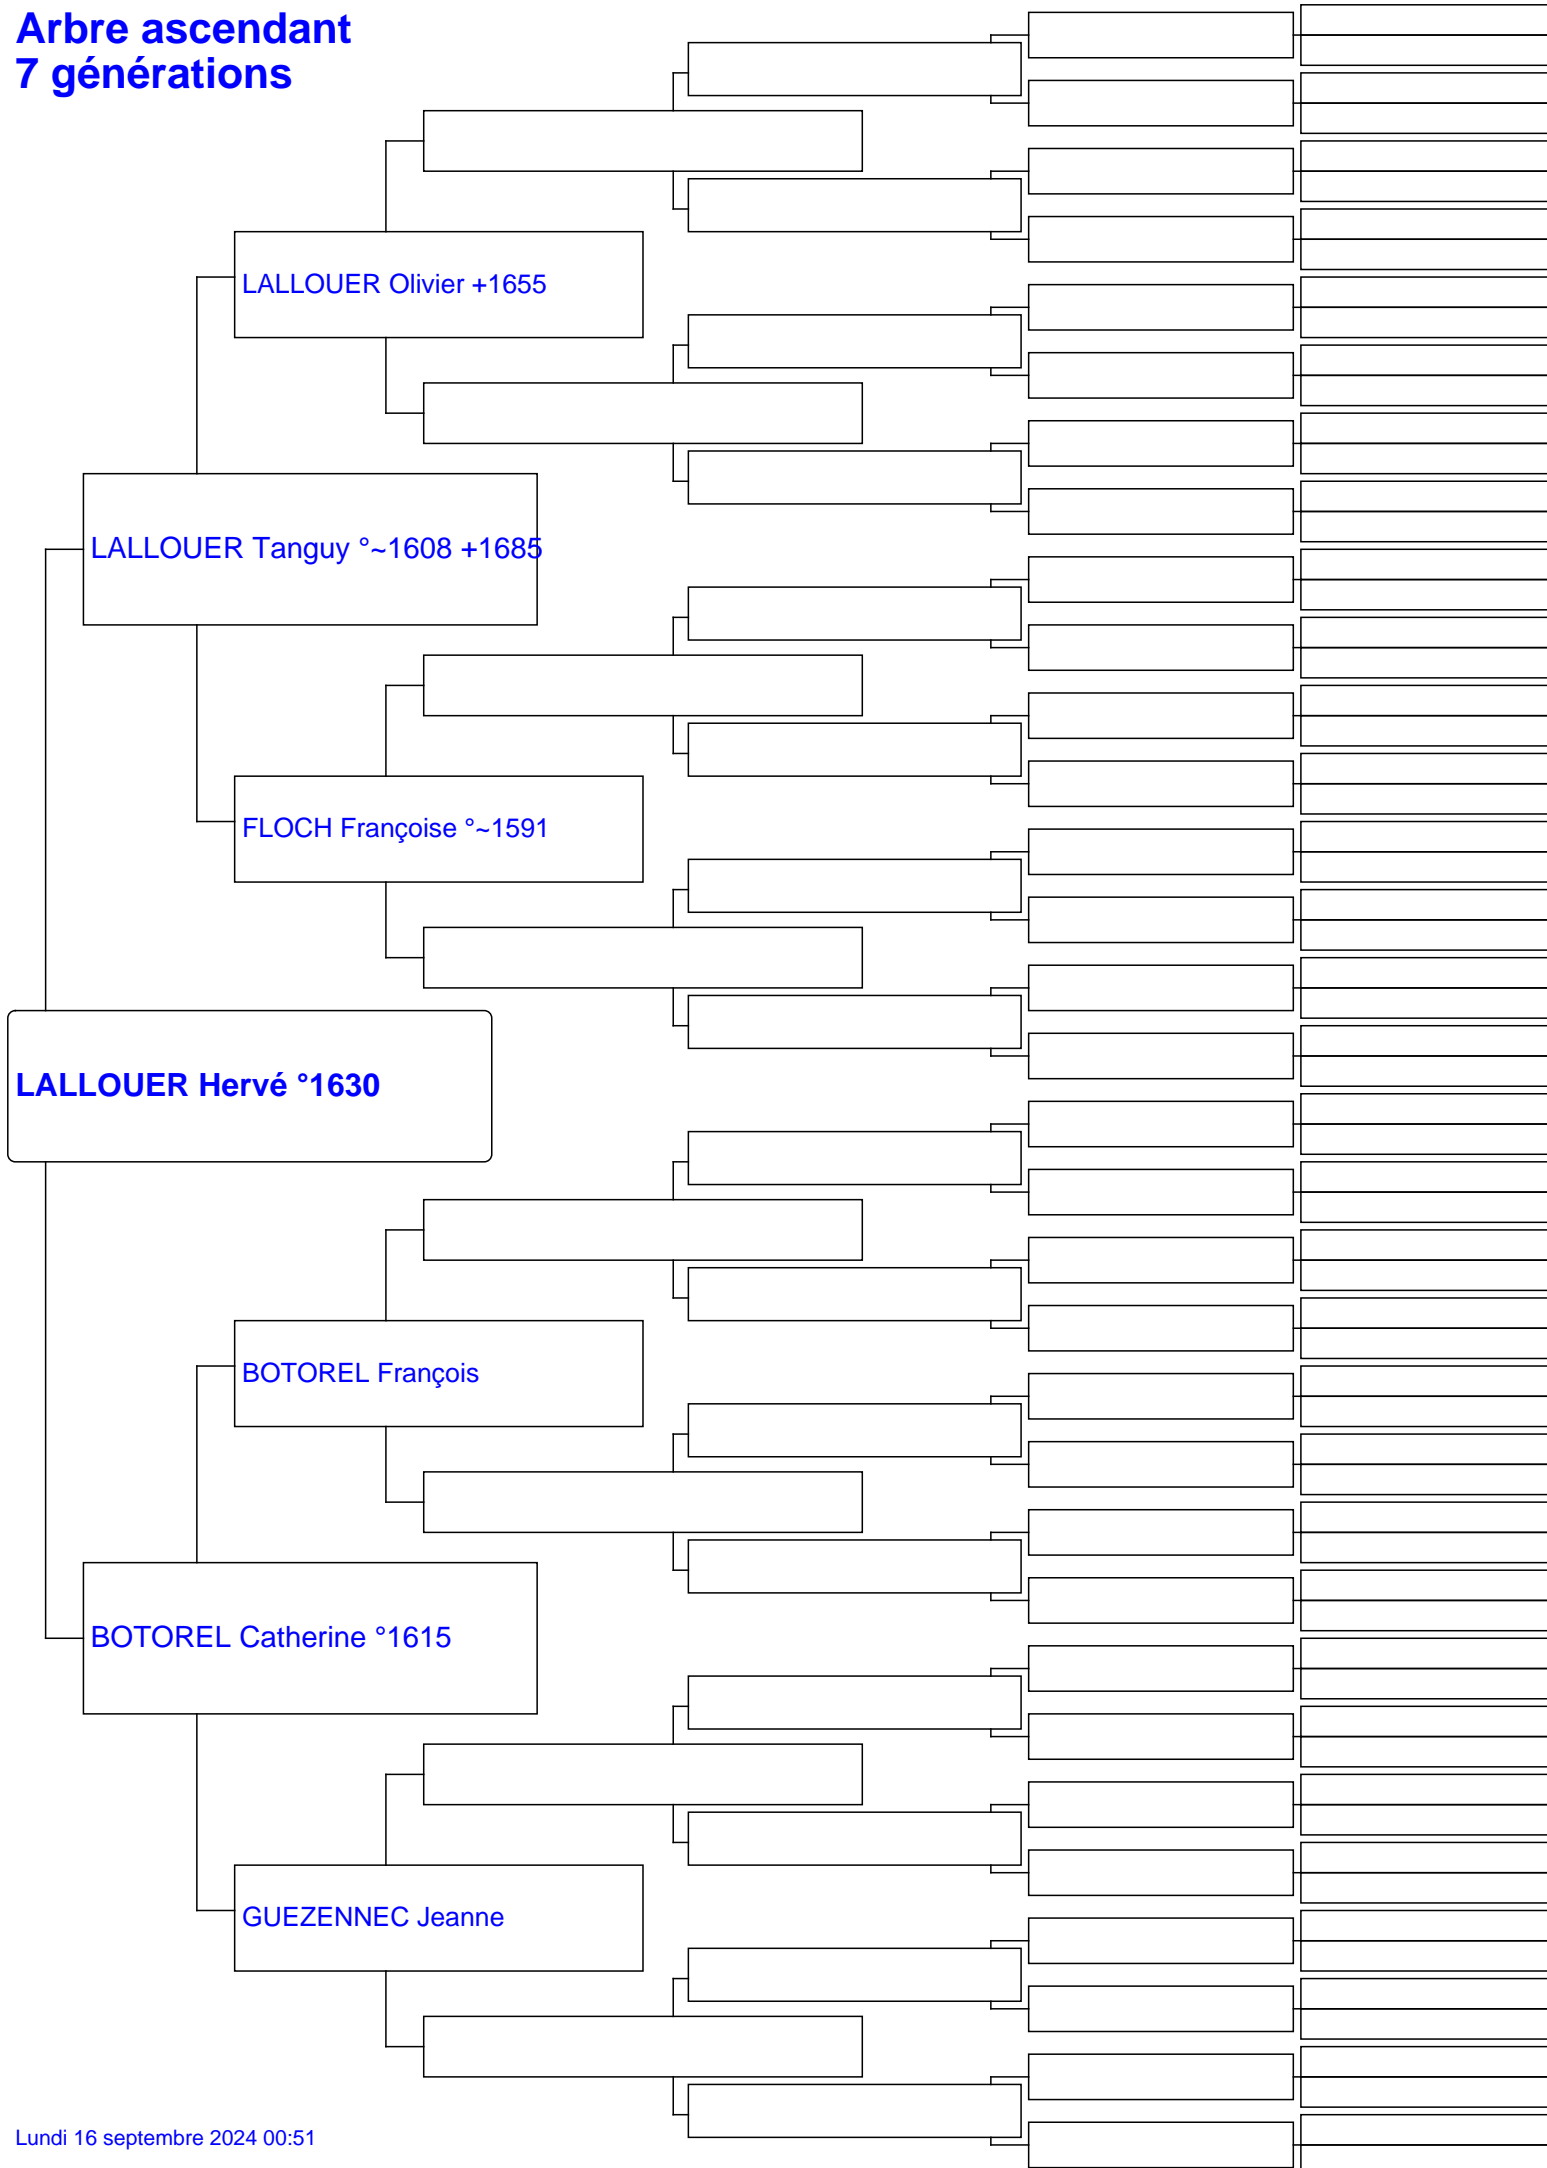 Arbre ascendant
7 générations
LALLOUER Olivier +1655
LALLOUER Tanguy °~1608 +1685
FLOCH Françoise °~1591
LALLOUER Hervé °1630
BOTOREL François
BOTOREL Catherine °1615
GUEZENNEC Jeanne
Lundi 16 septembre 2024 00:51